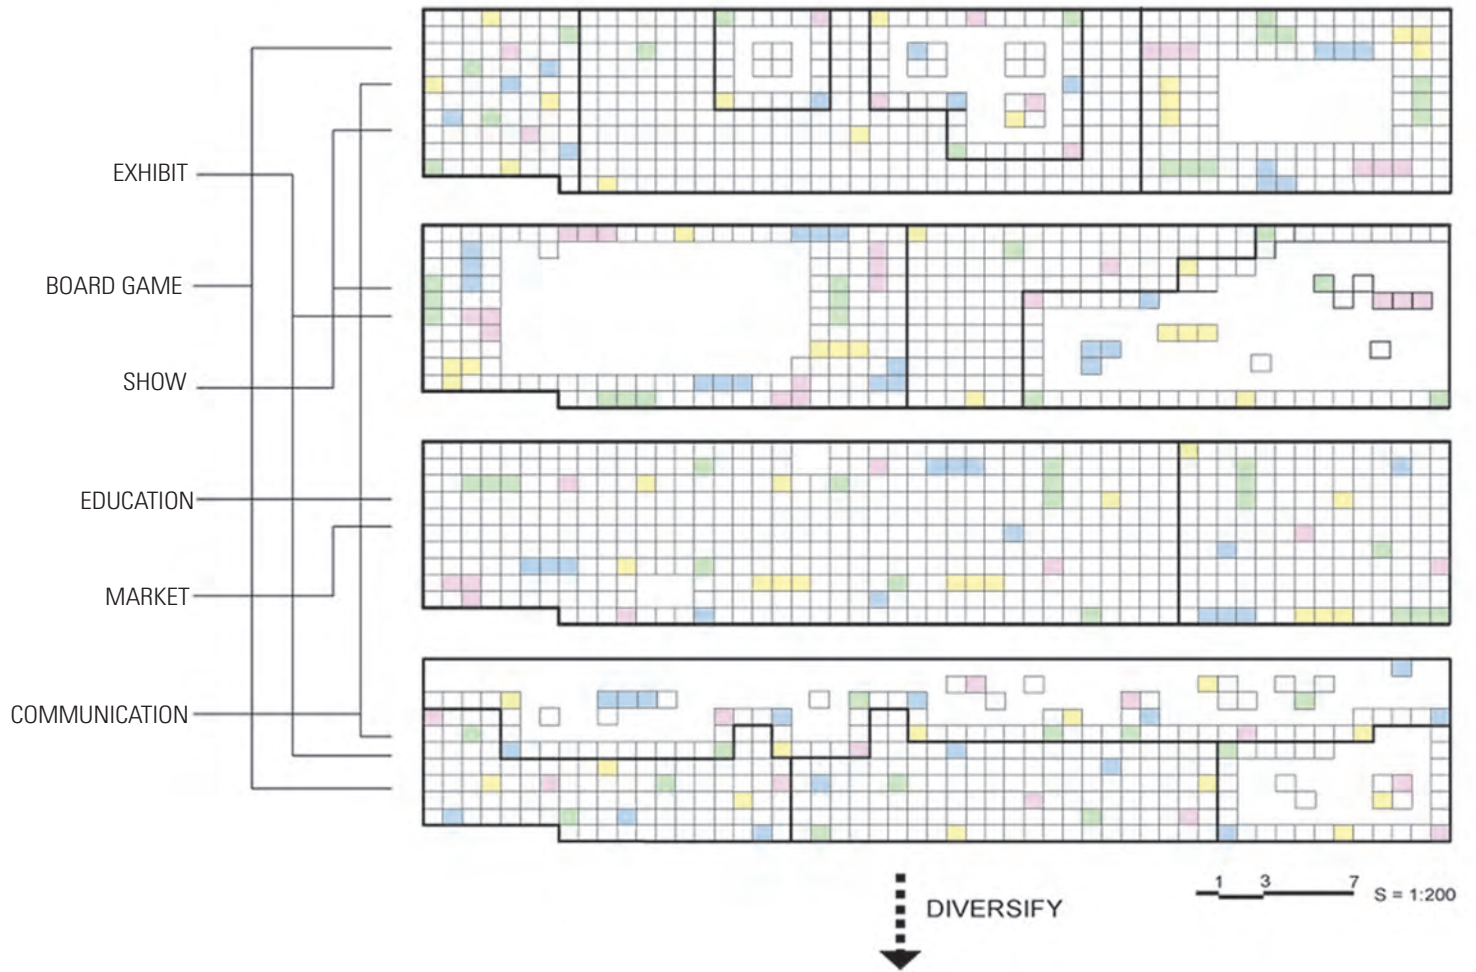 EXHIBIT
BOARD GAME
SHOW
EDUCATION
MARKET
COMMUNICATION
1 3 7 S = 1:200
DIVERSIFY